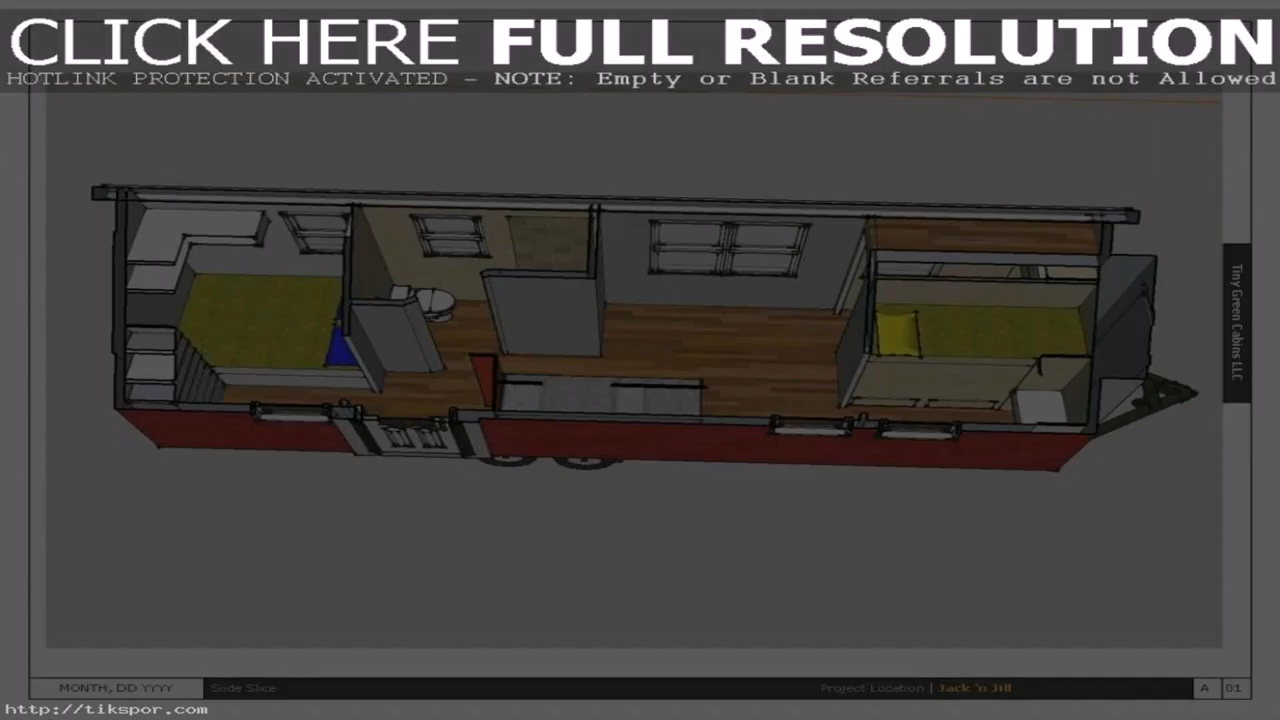 CLICK HERE FULL RESOLUTION
HOTLINK PROTECTION ACTIVATED – NOTE: Empty or Blank Referrals are not Allowed
Tiny Green Cabins LLC
MONTH, DD YYYY
Side Slice
Project Location | Jack 'n Jill
A
01
http://tikspor.com